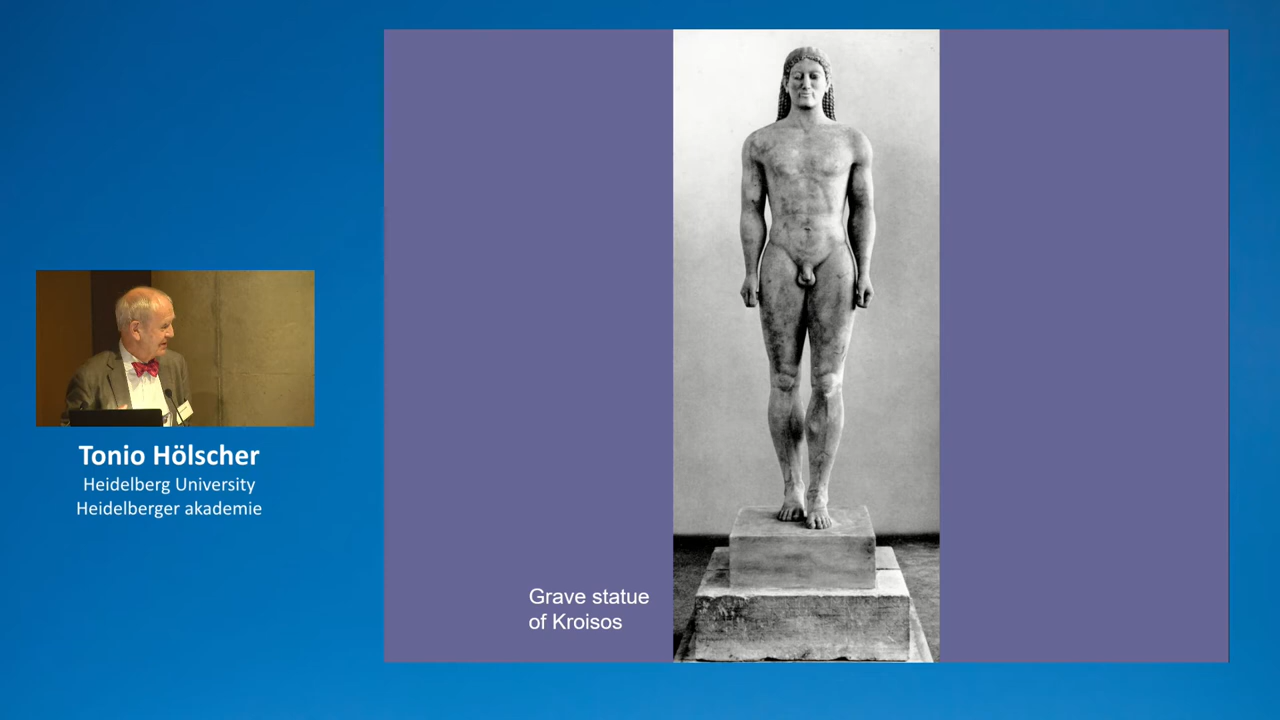 Tonio Hölscher
Heidelberg University
Heidelberger akademie
Grave statue
of Kroisos